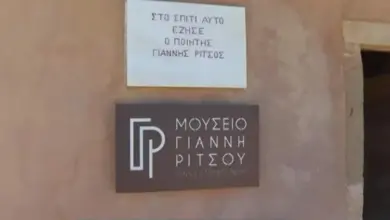 ΣΤΟ ΣΠΙΤΙ ΑΥΤΟ
ΕΖΗΣΕ
Ο ΠΟΙΗΤΗΣ
ΓΙΑΝΝΗΣ ΡΙΤΣΟΣ
ΓΡ
ΜΟΥΣΕΙΟ
ΓΙΑΝΝΗ
ΡΙΤΣΟΥ